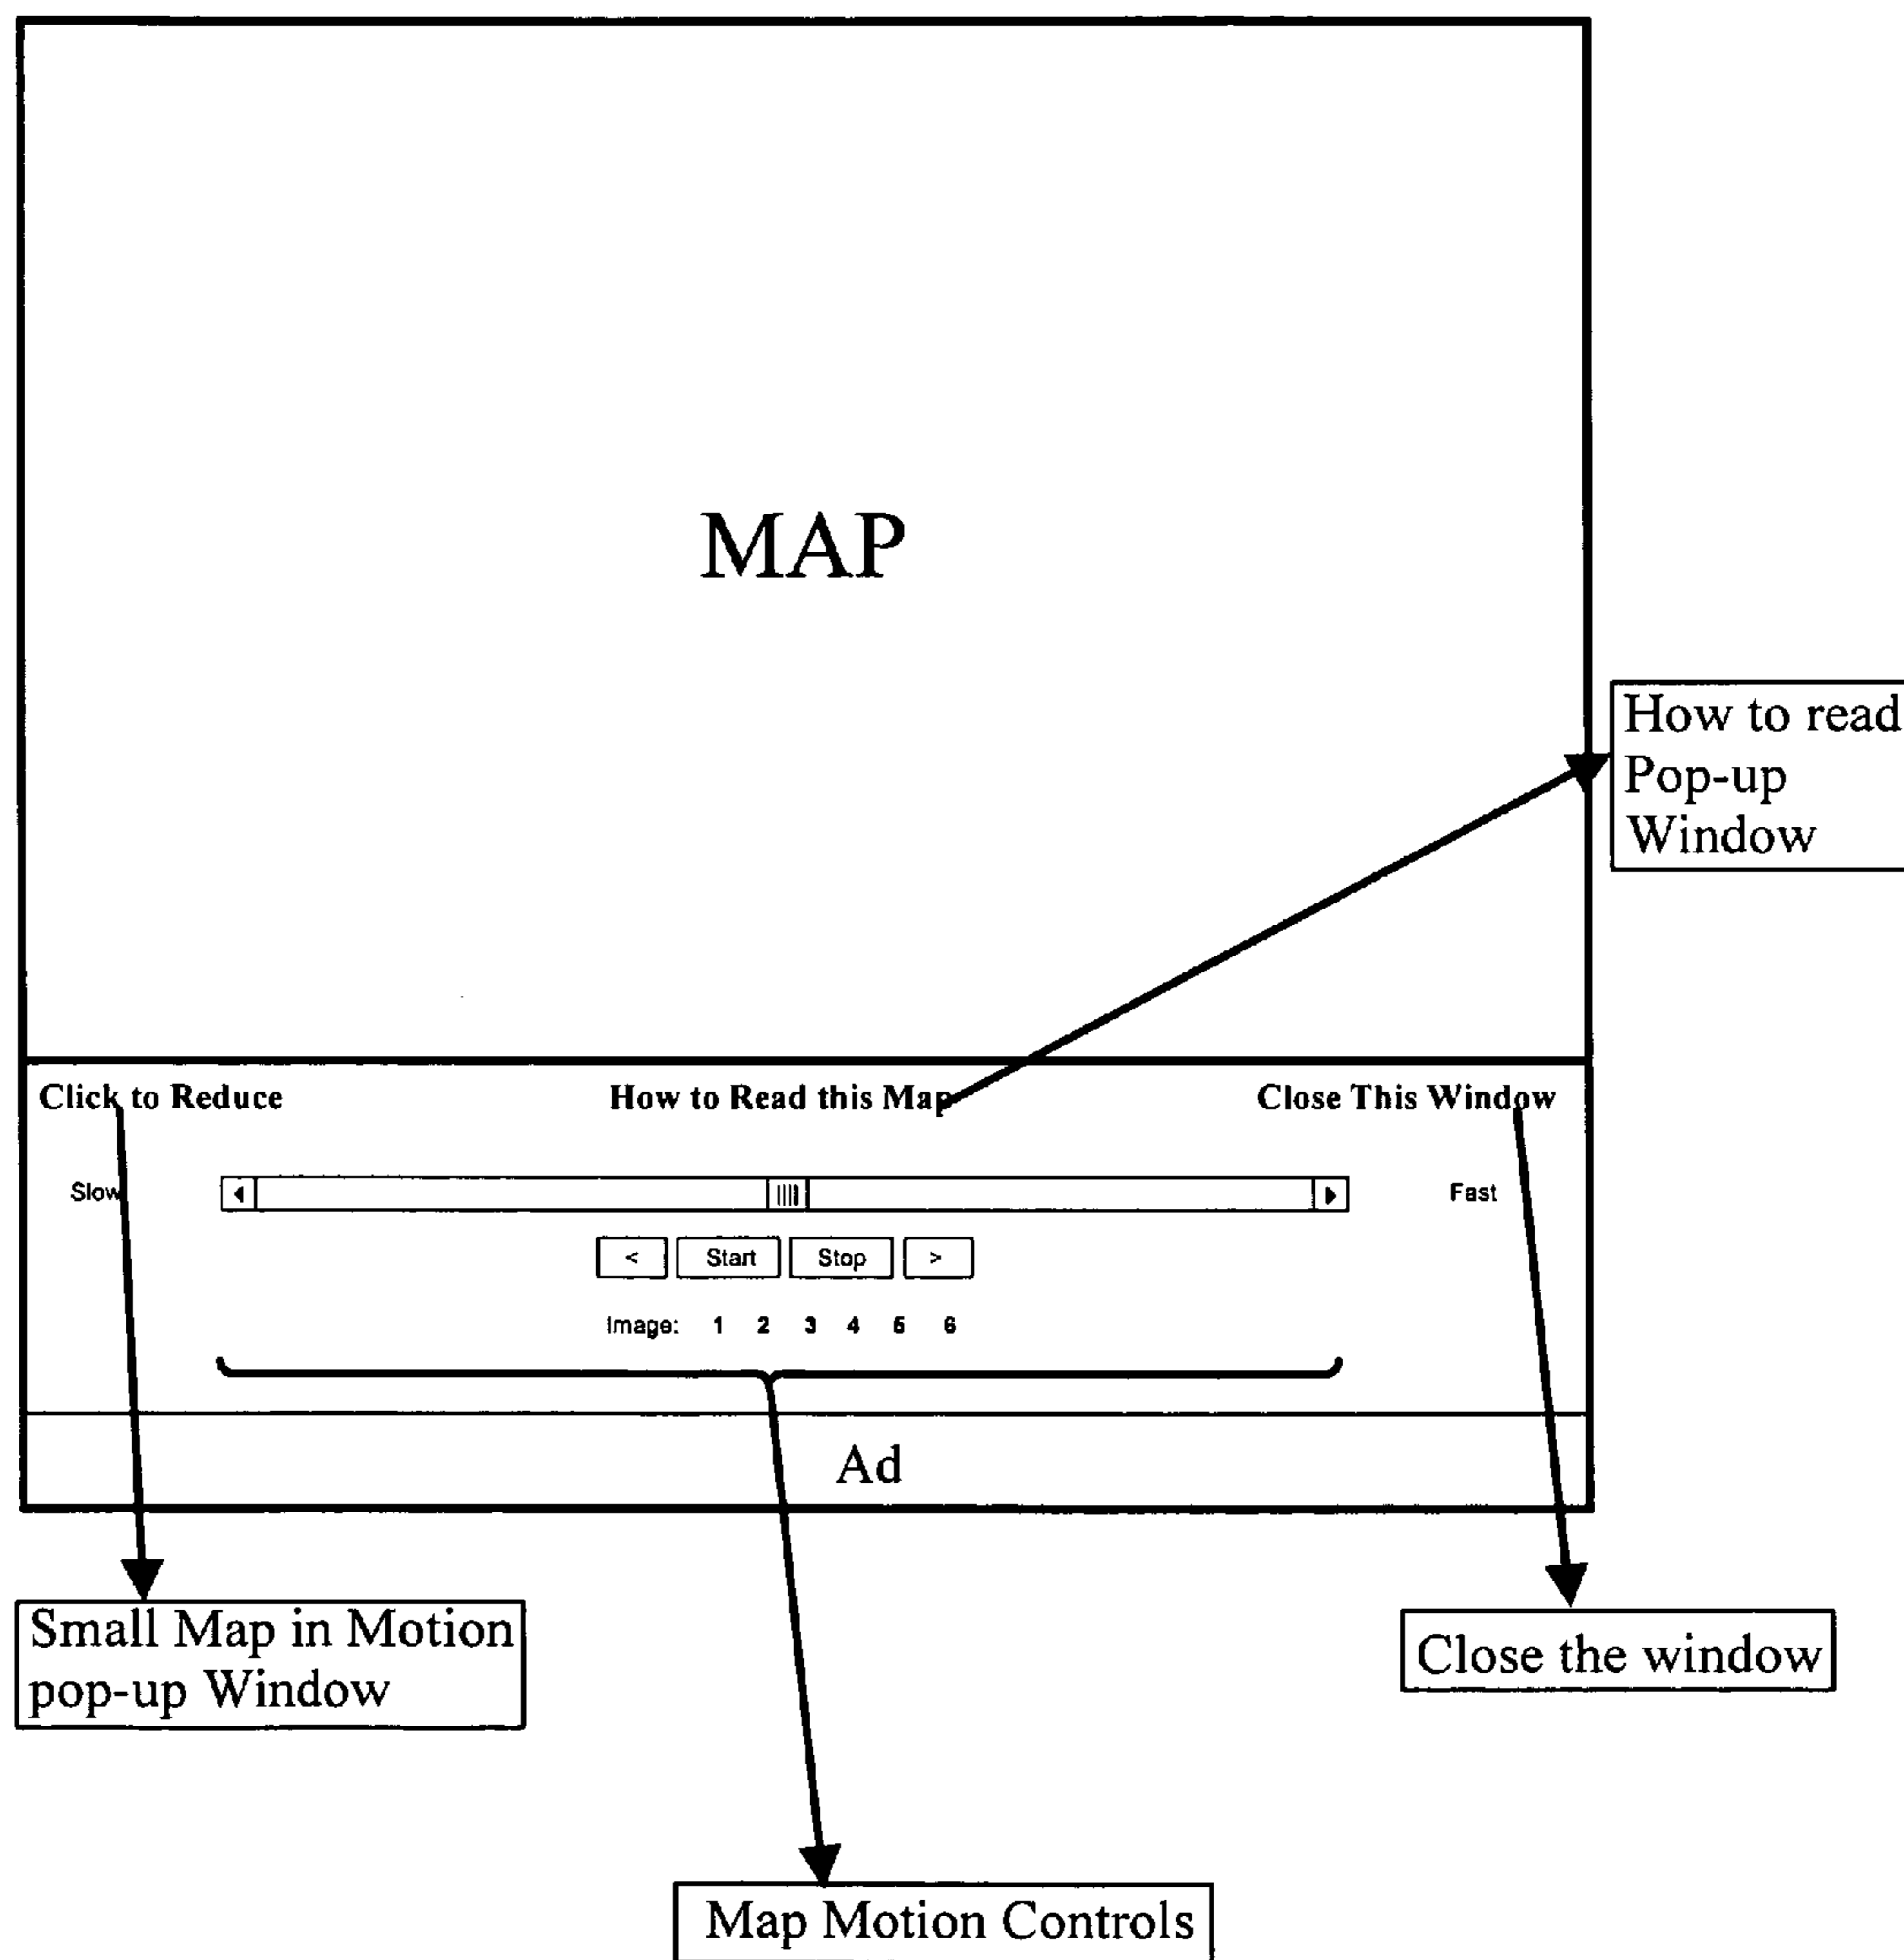 MAP
How to read
Pop-up
Window
Click to Reduce How to Read this Map Close This Window
Slow Fast
< Start Stop >
Image: 1 2 3 4 5 6
Ad
Small Map in Motion
pop-up Window
Close the window
Map Motion Controls